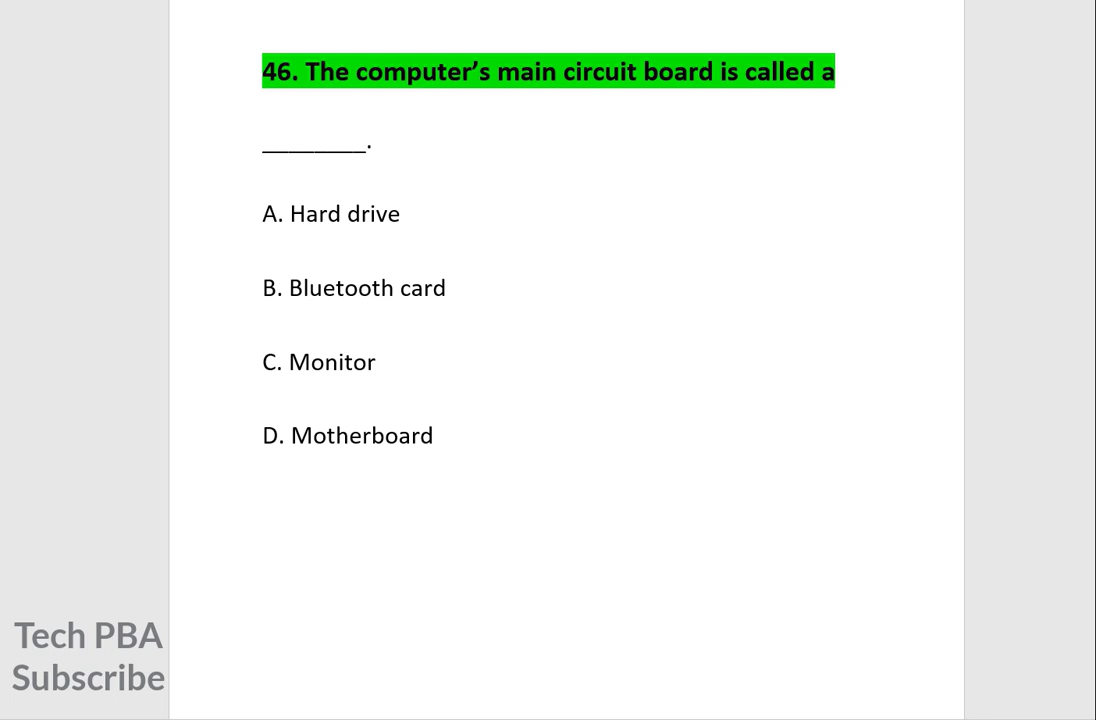 46. The computer’s main circuit board is called a
________.
A. Hard drive
B. Bluetooth card
C. Monitor
D. Motherboard
Tech PBA
Subscribe